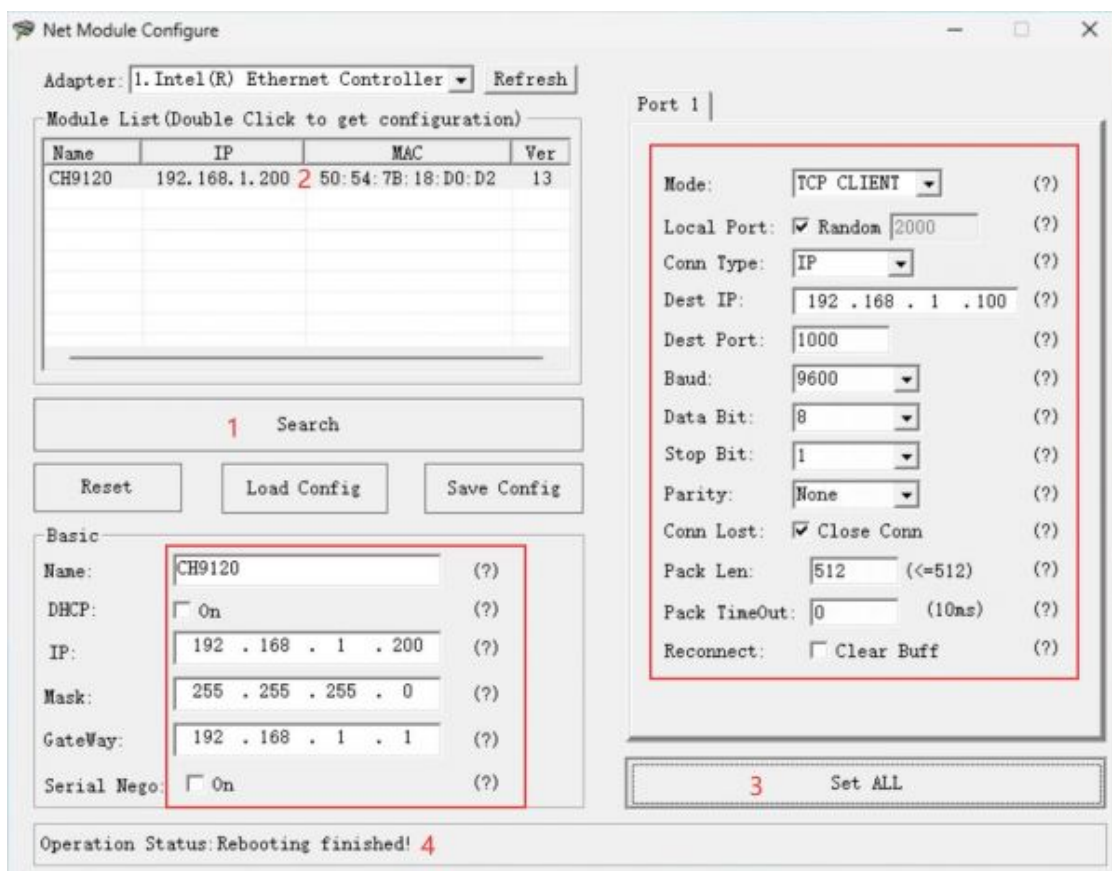 Net Module Configure
Adapter: 1.Intel(R) Ethernet Controller Refresh
Module List(Double Click to get configuration)
Name IP MAC Ver
CH9120 192.168.1.200 2 50:54:7B:18:D0:D2 13
1 Search
Reset Load Config Save Config
Basic
Name: CH9120 (?)
DHCP: On (?)
IP: 192 . 168 . 1 . 200 (?)
Mask: 255 . 255 . 255 . 0 (?)
GateWay: 192 . 168 . 1 . 1 (?)
Serial Nego: On (?)
Port 1
Mode: TCP CLIENT (?)
Local Port: Random 2000 (?)
Conn Type: IP (?)
Dest IP: 192 . 168 . 1 . 100 (?)
Dest Port: 1000 (?)
Baud: 9600 (?)
Data Bit: 8 (?)
Stop Bit: 1 (?)
Parity: None (?)
Conn Lost: Close Conn (?)
Pack Len: 512 (<=512) (?)
Pack TimeOut: 0 (10ms) (?)
Reconnect: Clear Buff (?)
3 Set ALL
Operation Status:Rebooting finished! 4